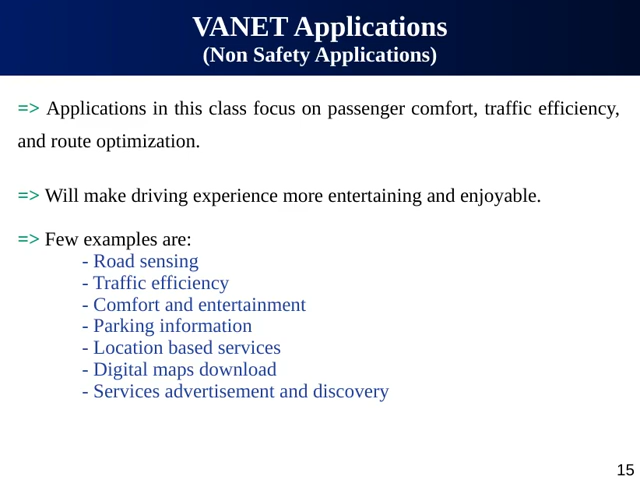 VANET Applications
(Non Safety Applications)
=> Applications in this class focus on passenger comfort, traffic efficiency,
and route optimization.
=> Will make driving experience more entertaining and enjoyable.
=> Few examples are:
- Road sensing
- Traffic efficiency
- Comfort and entertainment
- Parking information
- Location based services
- Digital maps download
- Services advertisement and discovery
15